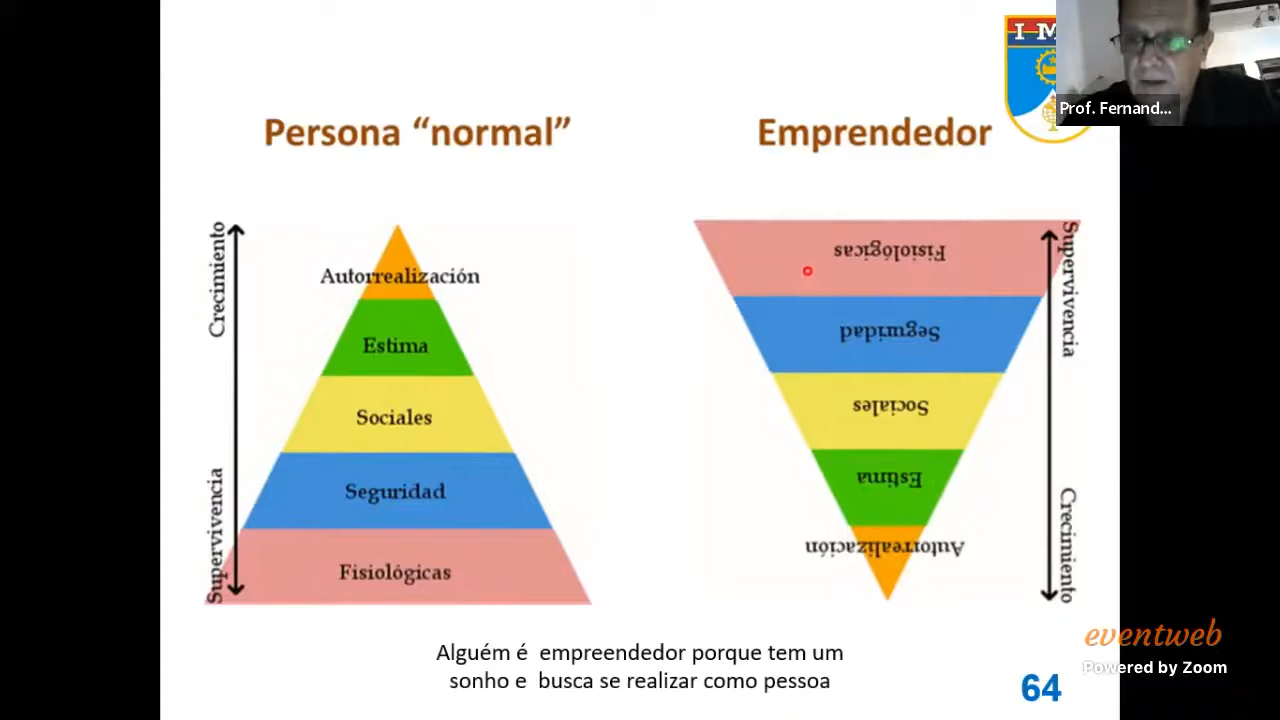 I M
Prof. Fernand...
Persona “normal”
Emprendedor
Crecimiento
Supervivencia
Autorrealización
Estima
Sociales
Seguridad
Fisiológicas
Fisiológicas
Seguridad
Sociales
Estima
Autorrealización
Supervivencia
Crecimiento
Alguém é empreendedor porque tem um
sonho e busca se realizar como pessoa
64
eventweb
Powered by Zoom